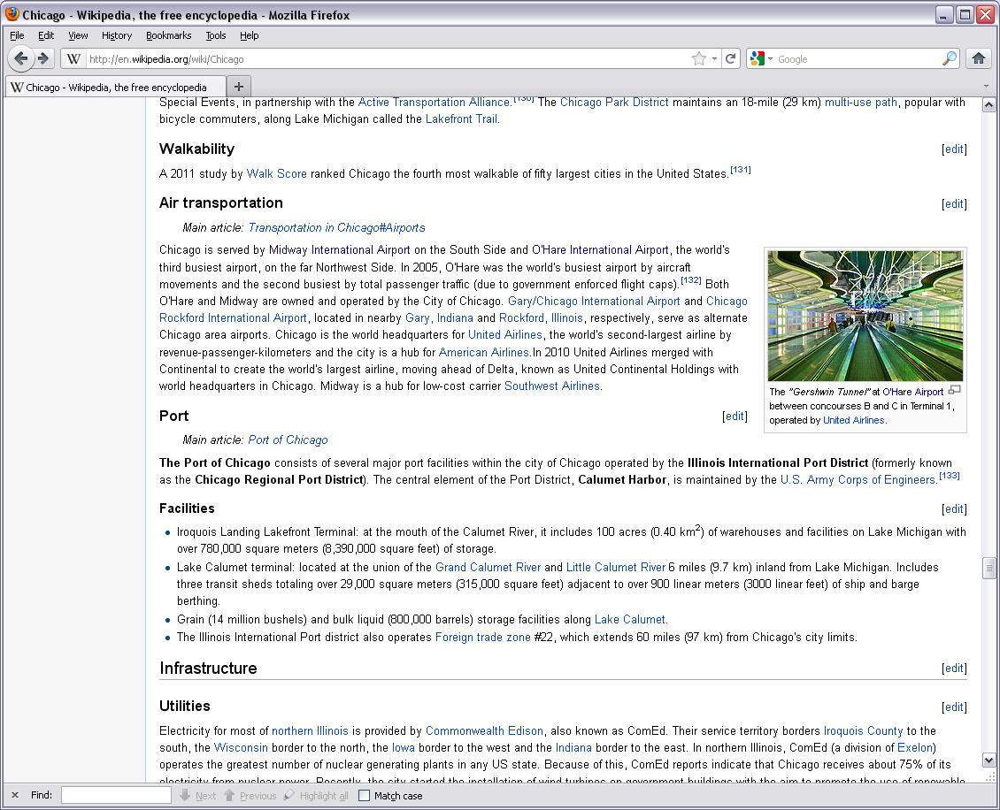 Chicago - Wikipedia, the free encyclopedia - Mozilla Firefox
File Edit View History Bookmarks Tools Help
W http://en.wikipedia.org/wiki/Chicago Google
W Chicago - Wikipedia, the free encyclopedia +
Special Events, in partnership with the Active Transportation Alliance.[130] The Chicago Park District maintains an 18-mile (29 km) multi-use path, popular with
bicycle commuters, along Lake Michigan called the Lakefront Trail.
Walkability [edit]
A 2011 study by Walk Score ranked Chicago the fourth most walkable of fifty largest cities in the United States.[131]
Air transportation [edit]
Main article: Transportation in Chicago#Airports
Chicago is served by Midway International Airport on the South Side and O'Hare International Airport, the world's
third busiest airport, on the far Northwest Side. In 2005, O'Hare was the world's busiest airport by aircraft
movements and the second busiest by total passenger traffic (due to government enforced flight caps).[132] Both
O'Hare and Midway are owned and operated by the City of Chicago. Gary/Chicago International Airport and Chicago
Rockford International Airport, located in nearby Gary, Indiana and Rockford, Illinois, respectively, serve as alternate
Chicago area airports. Chicago is the world headquarters for United Airlines, the world's second-largest airline by
revenue-passenger-kilometers and the city is a hub for American Airlines.In 2010 United Airlines merged with
Continental to create the world's largest airline, moving ahead of Delta, known as United Continental Holdings with
world headquarters in Chicago. Midway is a hub for low-cost carrier Southwest Airlines.
The "Gershwin Tunnel" at O'Hare Airport
between concourses B and C in Terminal 1,
operated by United Airlines.
Port [edit]
Main article: Port of Chicago
The Port of Chicago consists of several major port facilities within the city of Chicago operated by the Illinois International Port District (formerly known
as the Chicago Regional Port District). The central element of the Port District, Calumet Harbor, is maintained by the U.S. Army Corps of Engineers.[133]
Facilities [edit]
• Iroquois Landing Lakefront Terminal: at the mouth of the Calumet River, it includes 100 acres (0.40 km2) of warehouses and facilities on Lake Michigan with
over 780,000 square meters (8,390,000 square feet) of storage.
• Lake Calumet terminal: located at the union of the Grand Calumet River and Little Calumet River 6 miles (9.7 km) inland from Lake Michigan. Includes
three transit sheds totaling over 29,000 square meters (315,000 square feet) adjacent to over 900 linear meters (3000 linear feet) of ship and barge
berthing.
• Grain (14 million bushels) and bulk liquid (800,000 barrels) storage facilities along Lake Calumet.
• The Illinois International Port district also operates Foreign trade zone #22, which extends 60 miles (97 km) from Chicago's city limits.
Infrastructure [edit]
Utilities [edit]
Electricity for most of northern Illinois is provided by Commonwealth Edison, also known as ComEd. Their service territory borders Iroquois County to the
south, the Wisconsin border to the north, the Iowa border to the west and the Indiana border to the east. In northern Illinois, ComEd (a division of Exelon)
operates the greatest number of nuclear generating plants in any US state. Because of this, ComEd reports indicate that Chicago receives about 75% of its
electricity from nuclear power. Recently, the city started the installation of wind turbines on government buildings with the aim to promote the use of renewable
Find: Next Previous Highlight all Match case